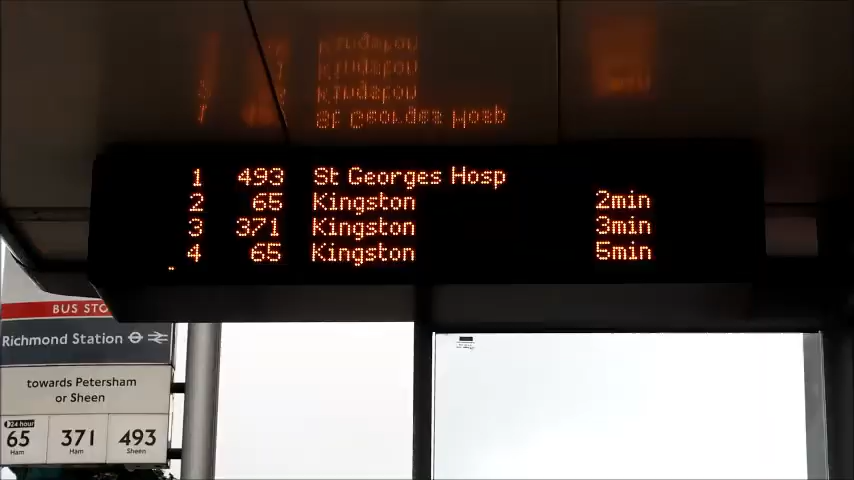 1 493 St Georges Hosp
2 65 Kingston 2min
3 371 Kingston 3min
4 65 Kingston 5min
BUS STO
Richmond Station
towards Petersham
or Sheen
24 hour
65 371 493
Ham Ham Sheen